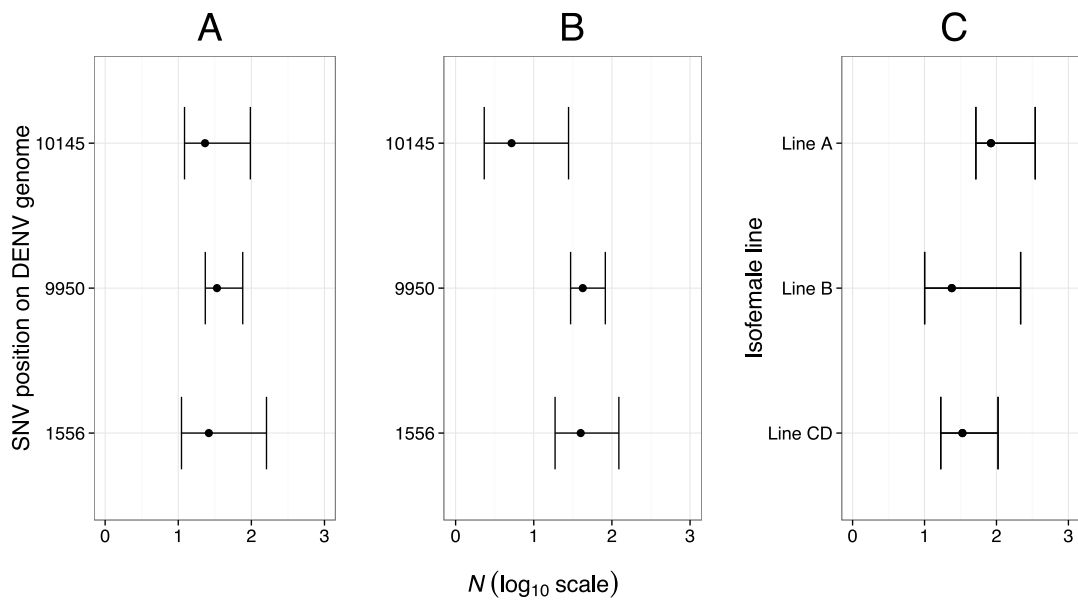 A
B
C
SNV position on DENV genome
10145
9950
1556
0 1 2 3
10145
9950
1556
0 1 2 3
Isofemale line
Line A
Line B
Line CD
0 1 2 3
N (log₁₀ scale)